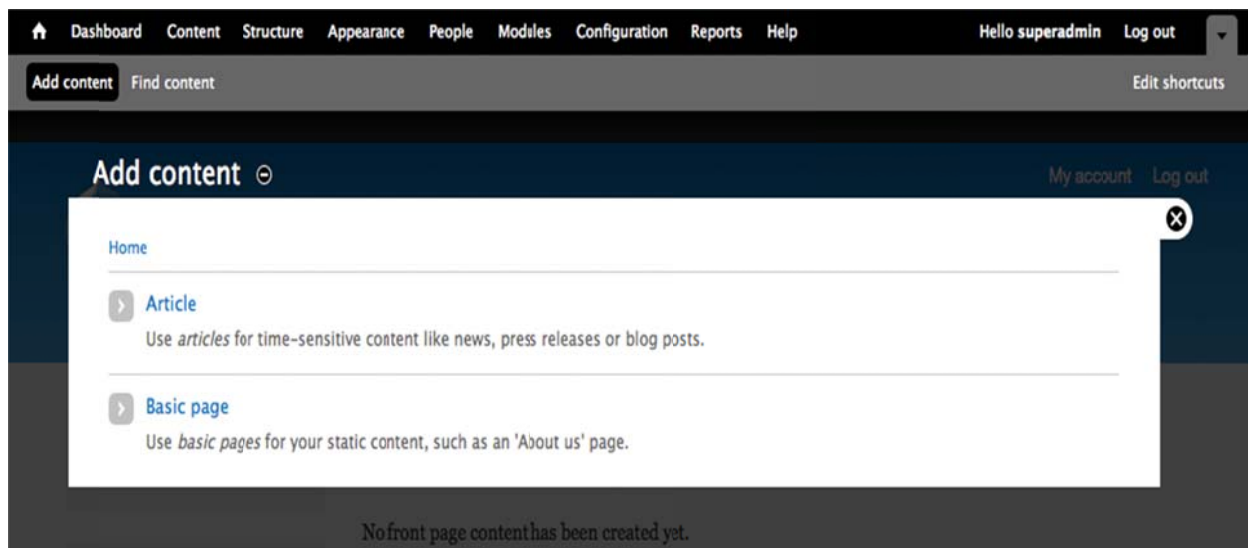 Dashboard Content Structure Appearance People Modules Configuration Reports Help Hello superadmin Log out
Add content Find content Edit shortcuts
Add content
My account Log out
Home
Article
Use articles for time-sensitive content like news, press releases or blog posts.
Basic page
Use basic pages for your static content, such as an 'About us' page.
No front page content has been created yet.